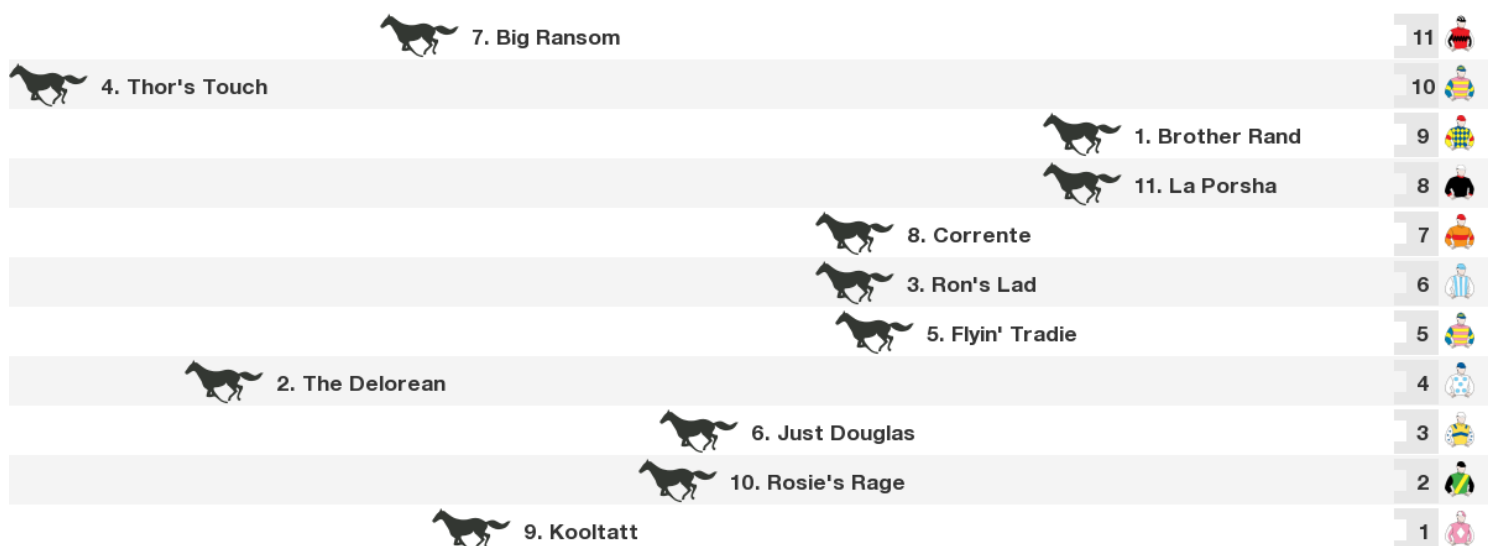 7. Big Ransom 11
4. Thor's Touch 10
1. Brother Rand 9
11. La Porsha 8
8. Corrente 7
3. Ron's Lad 6
5. Flyin' Tradie 5
2. The Delorean 4
6. Just Douglas 3
10. Rosie's Rage 2
9. Kooltatt 1